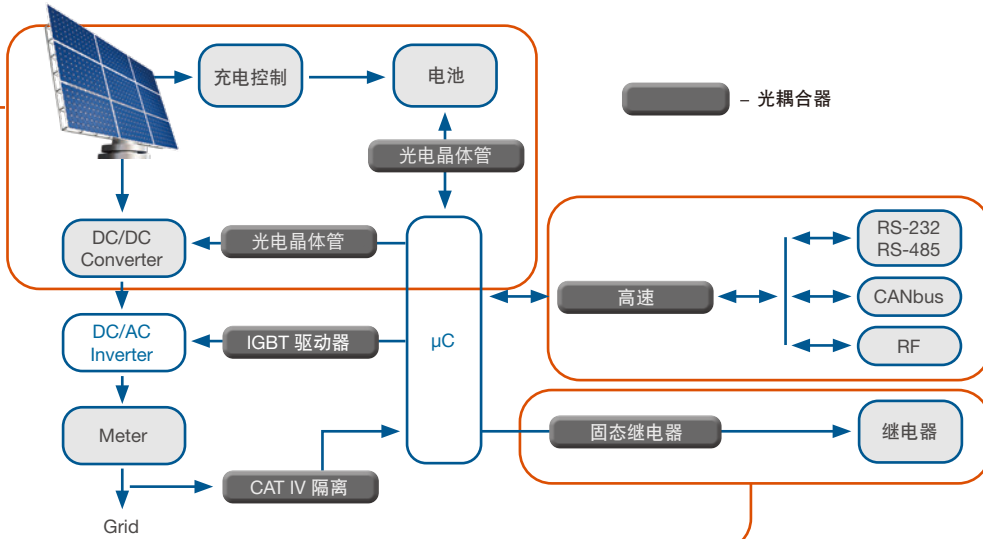 充电控制
电池
– 光耦合器
光电晶体管
DC/DC
Converter
光电晶体管
RS-232
RS-485
高速
CANbus
DC/AC
Inverter
IGBT 驱动器
µC
RF
Meter
固态继电器
继电器
CAT IV 隔离
Grid